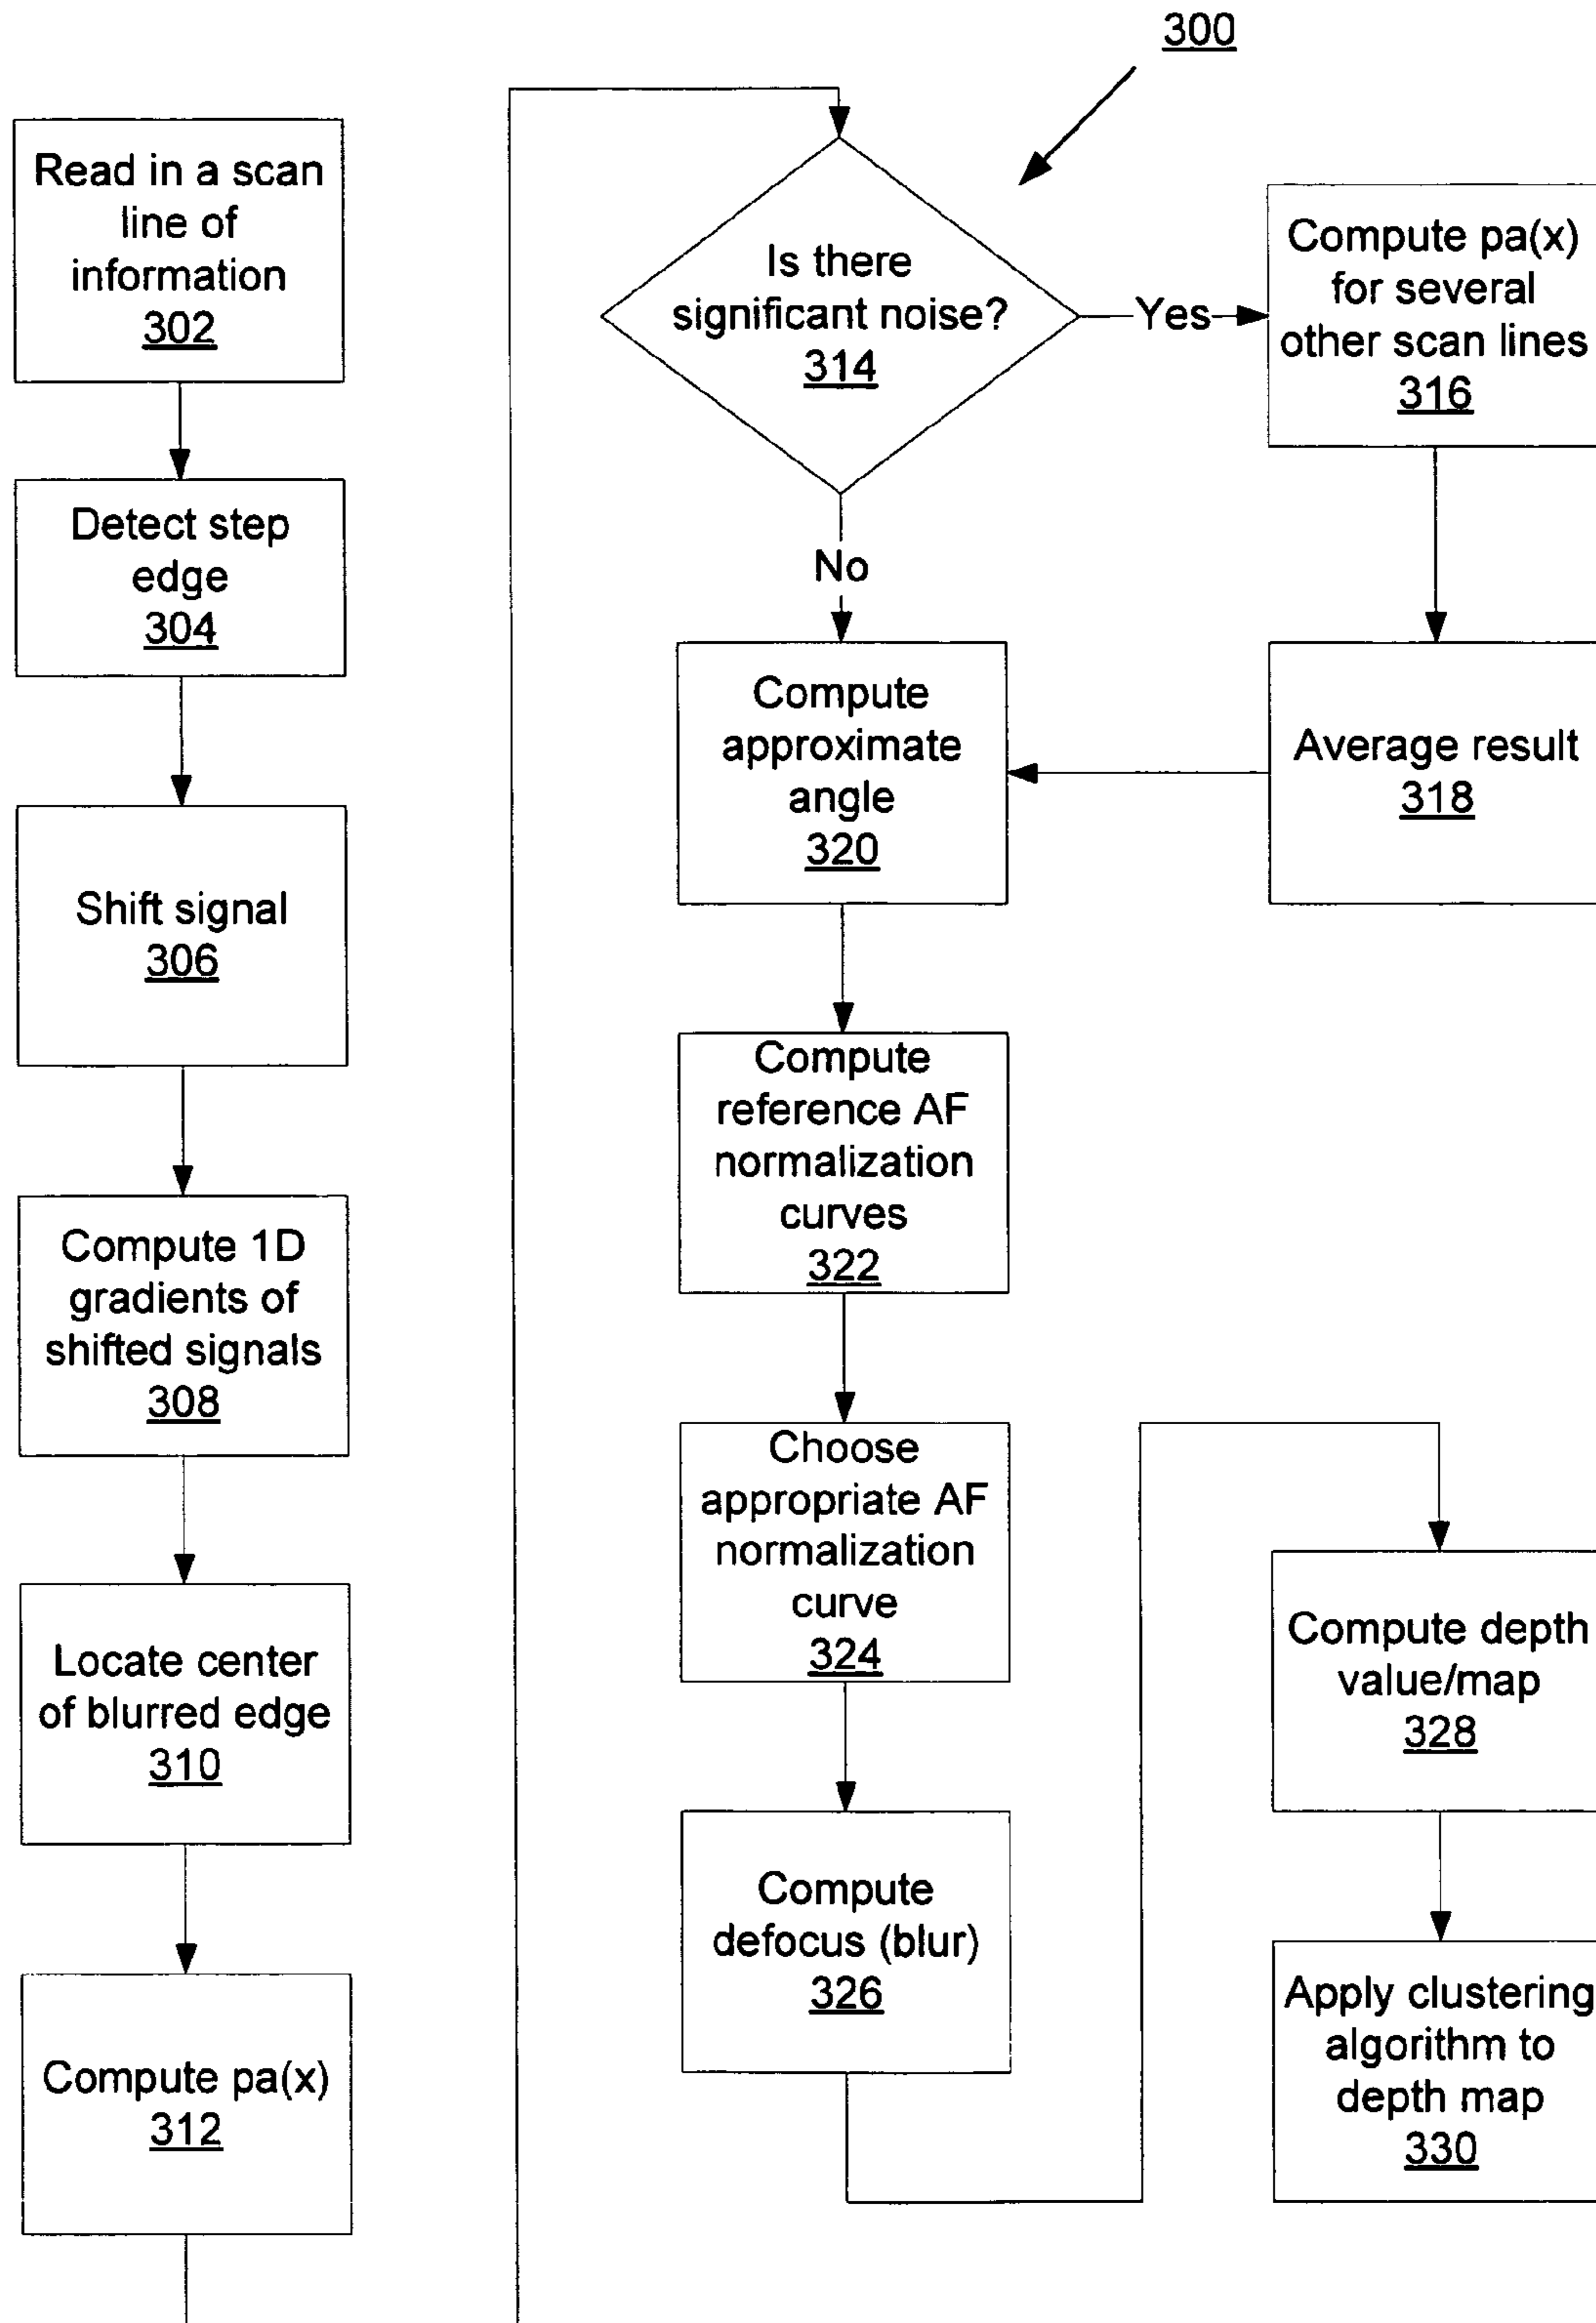 300
Read in a scan
line of
information
302
Detect step
edge
304
Shift signal
306
Compute 1D
gradients of
shifted signals
308
Locate center
of blurred edge
310
Compute pa(x)
312
Is there
significant noise?
314
Yes
No
Compute pa(x)
for several
other scan lines
316
Average result
318
Compute
approximate
angle
320
Compute
reference AF
normalization
curves
322
Choose
appropriate AF
normalization
curve
324
Compute
defocus (blur)
326
Compute depth
value/map
328
Apply clustering
algorithm to
depth map
330